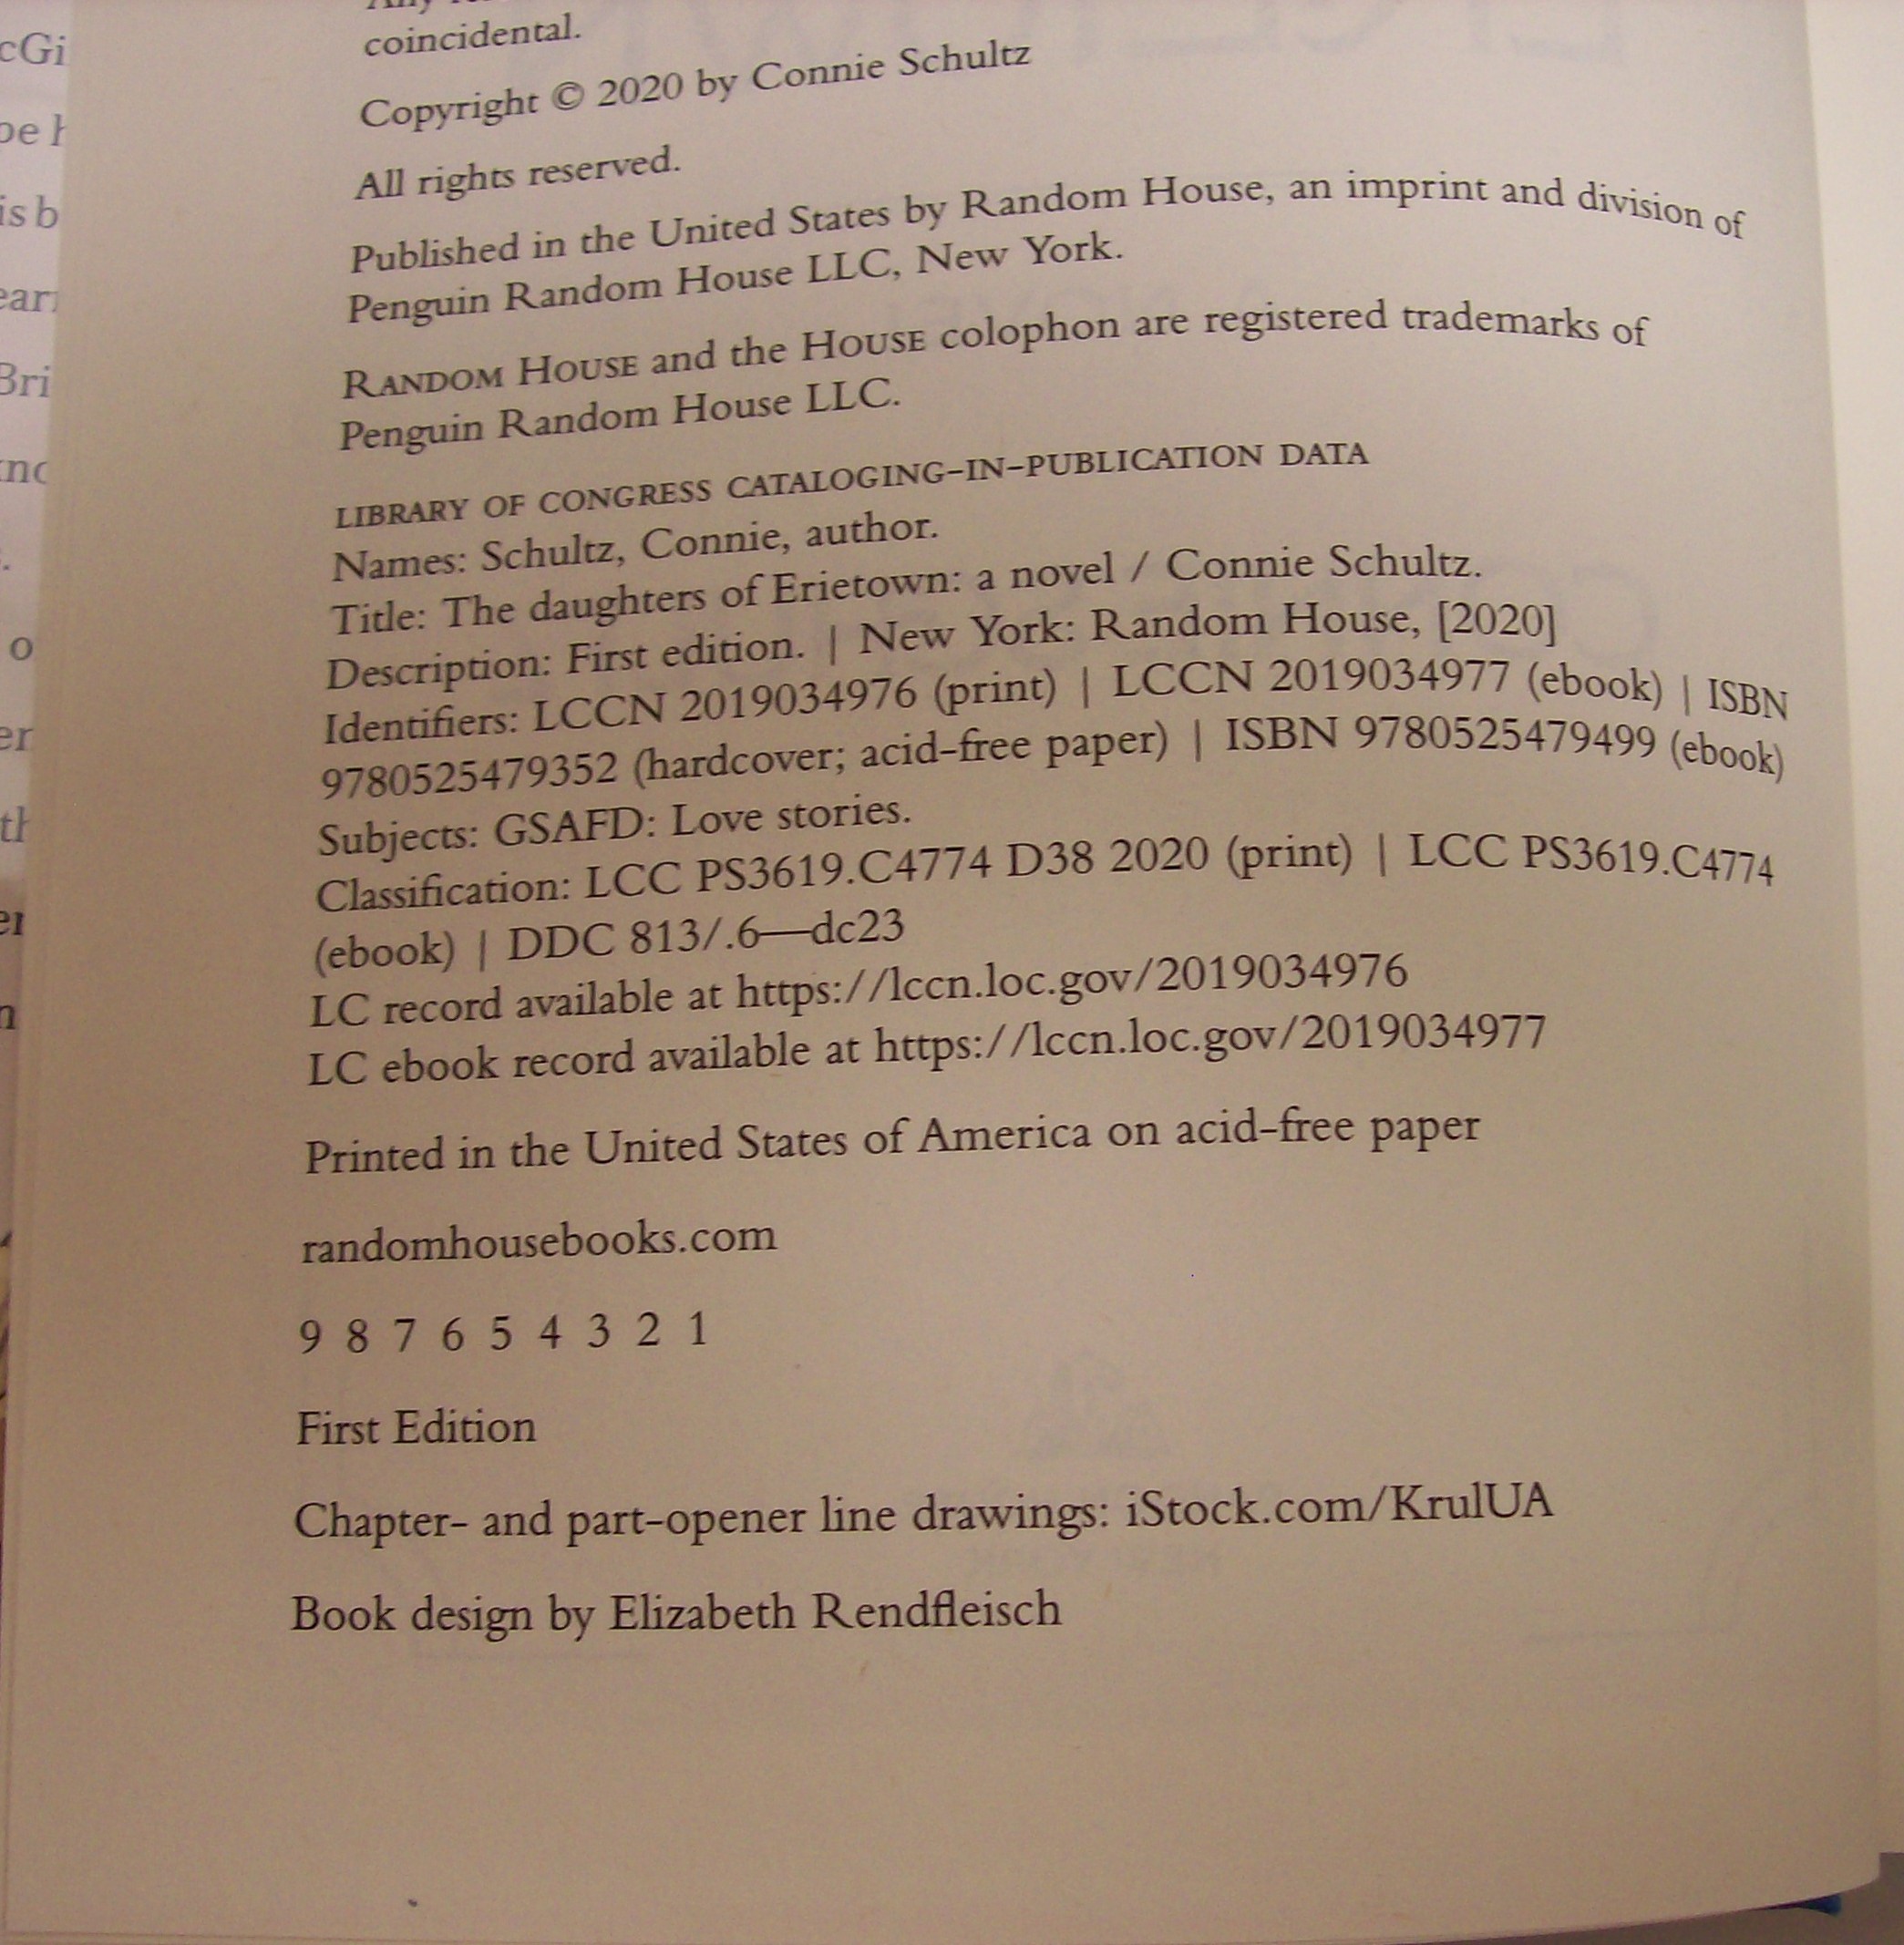 coincidental.
Copyright © 2020 by Connie Schultz
All rights reserved.
Published in the United States by Random House, an imprint and division of
Penguin Random House LLC, New York.
RANDOM HOUSE and the HOUSE colophon are registered trademarks of
Penguin Random House LLC.
LIBRARY OF CONGRESS CATALOGING-IN-PUBLICATION DATA
Names: Schultz, Connie, author.
Title: The daughters of Erietown: a novel / Connie Schultz.
Description: First edition. | New York: Random House, [2020]
Identifiers: LCCN 2019034976 (print) | LCCN 2019034977 (ebook) | ISBN
9780525479352 (hardcover; acid-free paper) | ISBN 9780525479499 (ebook)
Subjects: GSAFD: Love stories.
Classification: LCC PS3619.C4774 D38 2020 (print) | LCC PS3619.C4774
(ebook) | DDC 813/.6—dc23
LC record available at https://lccn.loc.gov/2019034976
LC ebook record available at https://lccn.loc.gov/2019034977
Printed in the United States of America on acid-free paper
randomhousebooks.com
9 8 7 6 5 4 3 2 1
First Edition
Chapter- and part-opener line drawings: iStock.com/KrulUA
Book design by Elizabeth Rendfleisch